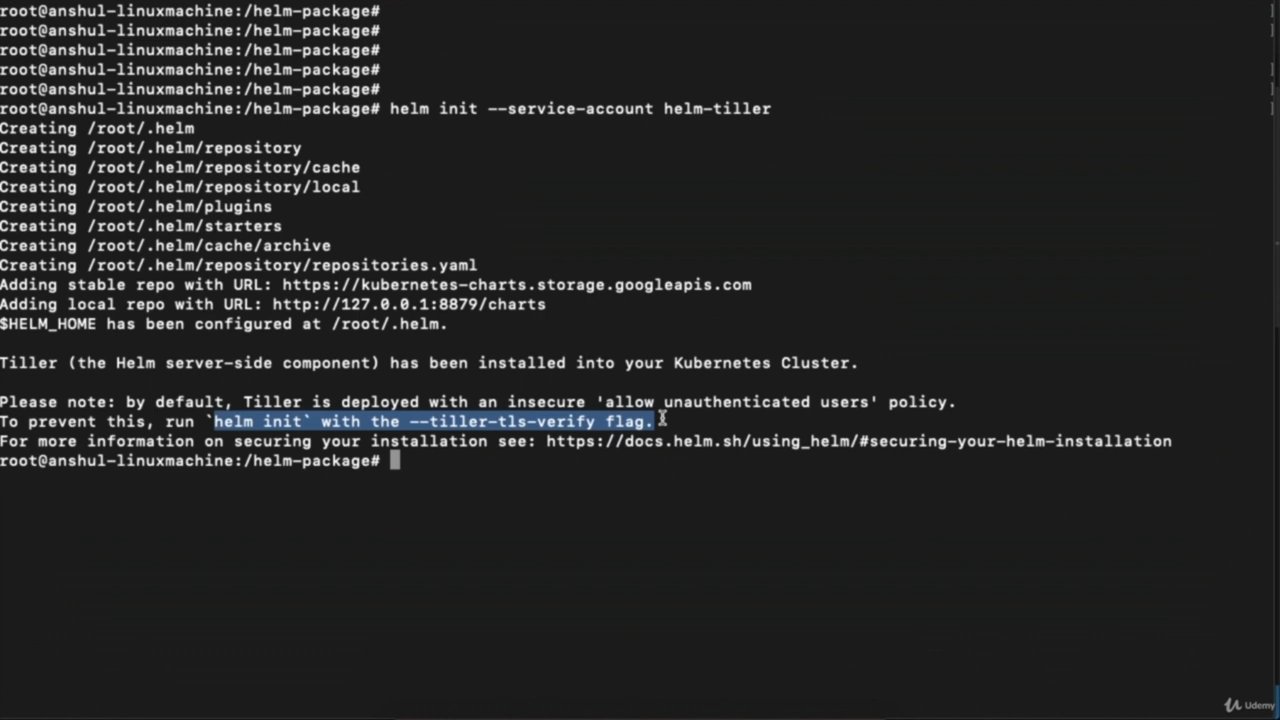 root@anshul-linuxmachine:/helm-package#
root@anshul-linuxmachine:/helm-package#
root@anshul-linuxmachine:/helm-package#
root@anshul-linuxmachine:/helm-package#
root@anshul-linuxmachine:/helm-package#
root@anshul-linuxmachine:/helm-package# helm init --service-account helm-tiller
Creating /root/.helm
Creating /root/.helm/repository
Creating /root/.helm/repository/cache
Creating /root/.helm/repository/local
Creating /root/.helm/plugins
Creating /root/.helm/starters
Creating /root/.helm/cache/archive
Creating /root/.helm/repository/repositories.yaml
Adding stable repo with URL: https://kubernetes-charts.storage.googleapis.com
Adding local repo with URL: http://127.0.0.1:8879/charts
$HELM_HOME has been configured at /root/.helm.
Tiller (the Helm server-side component) has been installed into your Kubernetes Cluster.
Please note: by default, Tiller is deployed with an insecure 'allow unauthenticated users' policy.
To prevent this, run `helm init` with the --tiller-tls-verify flag.
For more information on securing your installation see: https://docs.helm.sh/using_helm/#securing-your-helm-installation
root@anshul-linuxmachine:/helm-package#
Udemy